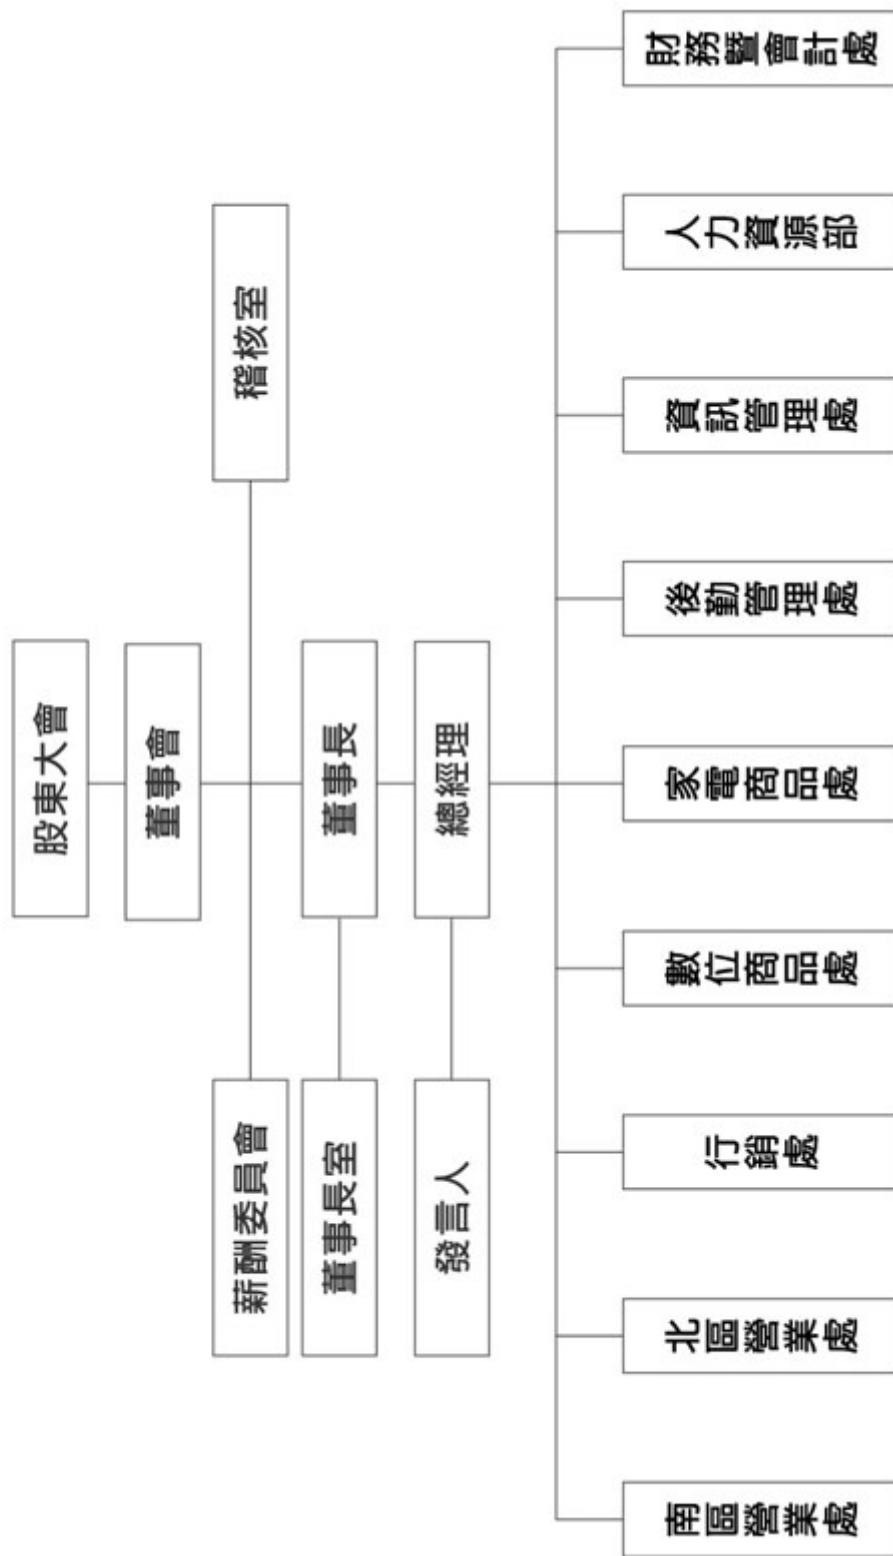 股東大會
董事會
薪酬委員會
稽核室
董事長室
董事長
發言人
總經理
南區營業處
北區營業處
行銷處
數位商品處
家電商品處
後勤管理處
資訊管理處
人力資源部
財務暨會計處